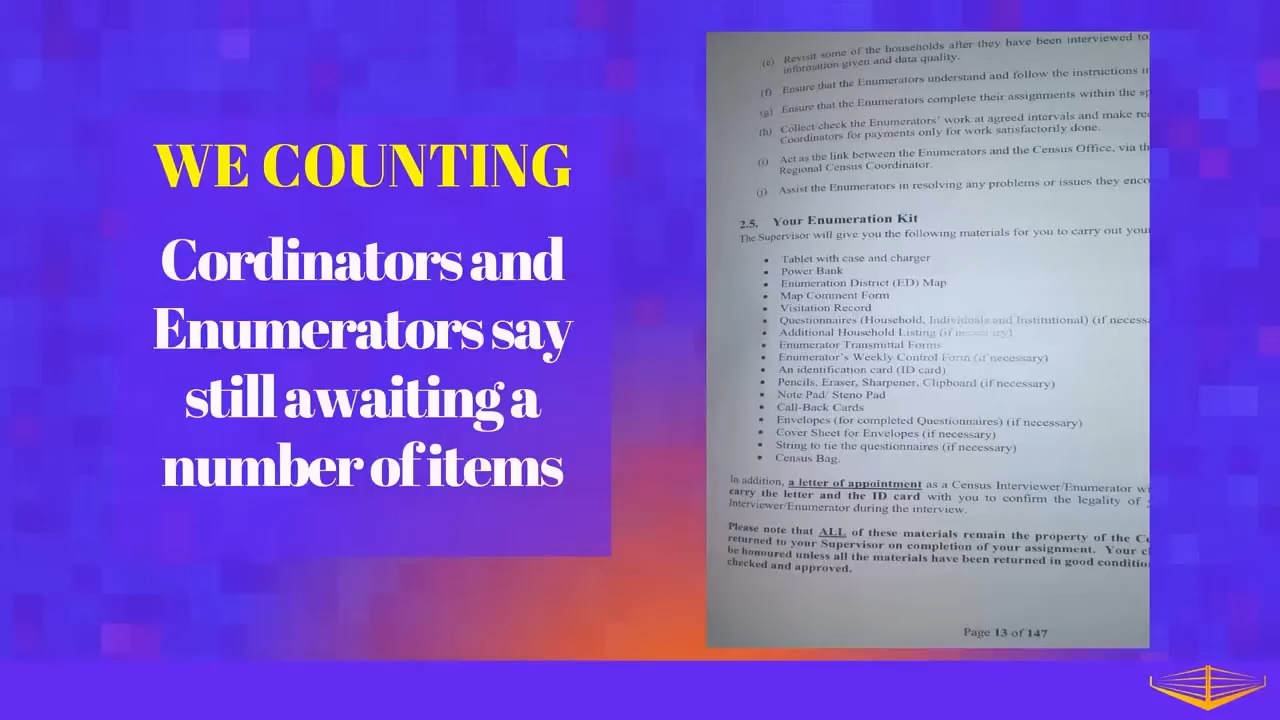 WE COUNTING
Cordinators and
Enumerators say
still awaiting a
number of items
(e) Revisit some of the households after they have been interviewed to
information given and data quality.
(f) Ensure that the Enumerators understand and follow the instructions
(g) Ensure that the Enumerators complete their assignments within the
(h) Collect/check the Enumerators' work at agreed intervals and make
Coordinators for payments only for work satisfactorily done.
(i) Act as the link between the Enumerators and the Census Office, via
Regional Census Coordinator.
(j) Assist the Enumerators in resolving any problems or issues they
2.5. Your Enumeration Kit
The Supervisor will give you the following materials for you to carry out
• Tablet with case and charger
• Power Bank
• Enumeration District (ED) Map
• Map Comment Form
• Visitation Record
• Questionnaires (Household, Individuals and Institutional) (if
• Additional Household Listing (if necessary)
• Enumerator Transmittal Forms
• Enumerator's Weekly Control Form (if necessary)
• An identification card (ID card)
• Pencils, Eraser, Sharpener, Clipboard (if necessary)
• Note Pad/ Steno Pad
• Call-Back Cards
• Envelopes (for completed Questionnaires) (if necessary)
• Cover Sheet for Envelopes (if necessary)
• String to tie the questionnaires (if necessary)
• Census Bag.
In addition, a letter of appointment as a Census Interviewer/Enumerator
carry the letter and the ID card with you to confirm the legality of
Interviewer/Enumerator during the interview.
Please note that ALL of these materials remain the property of the
returned to your Supervisor on completion of your assignment. Your
be honoured unless all the materials have been returned in good
checked and approved.
Page 13 of 147